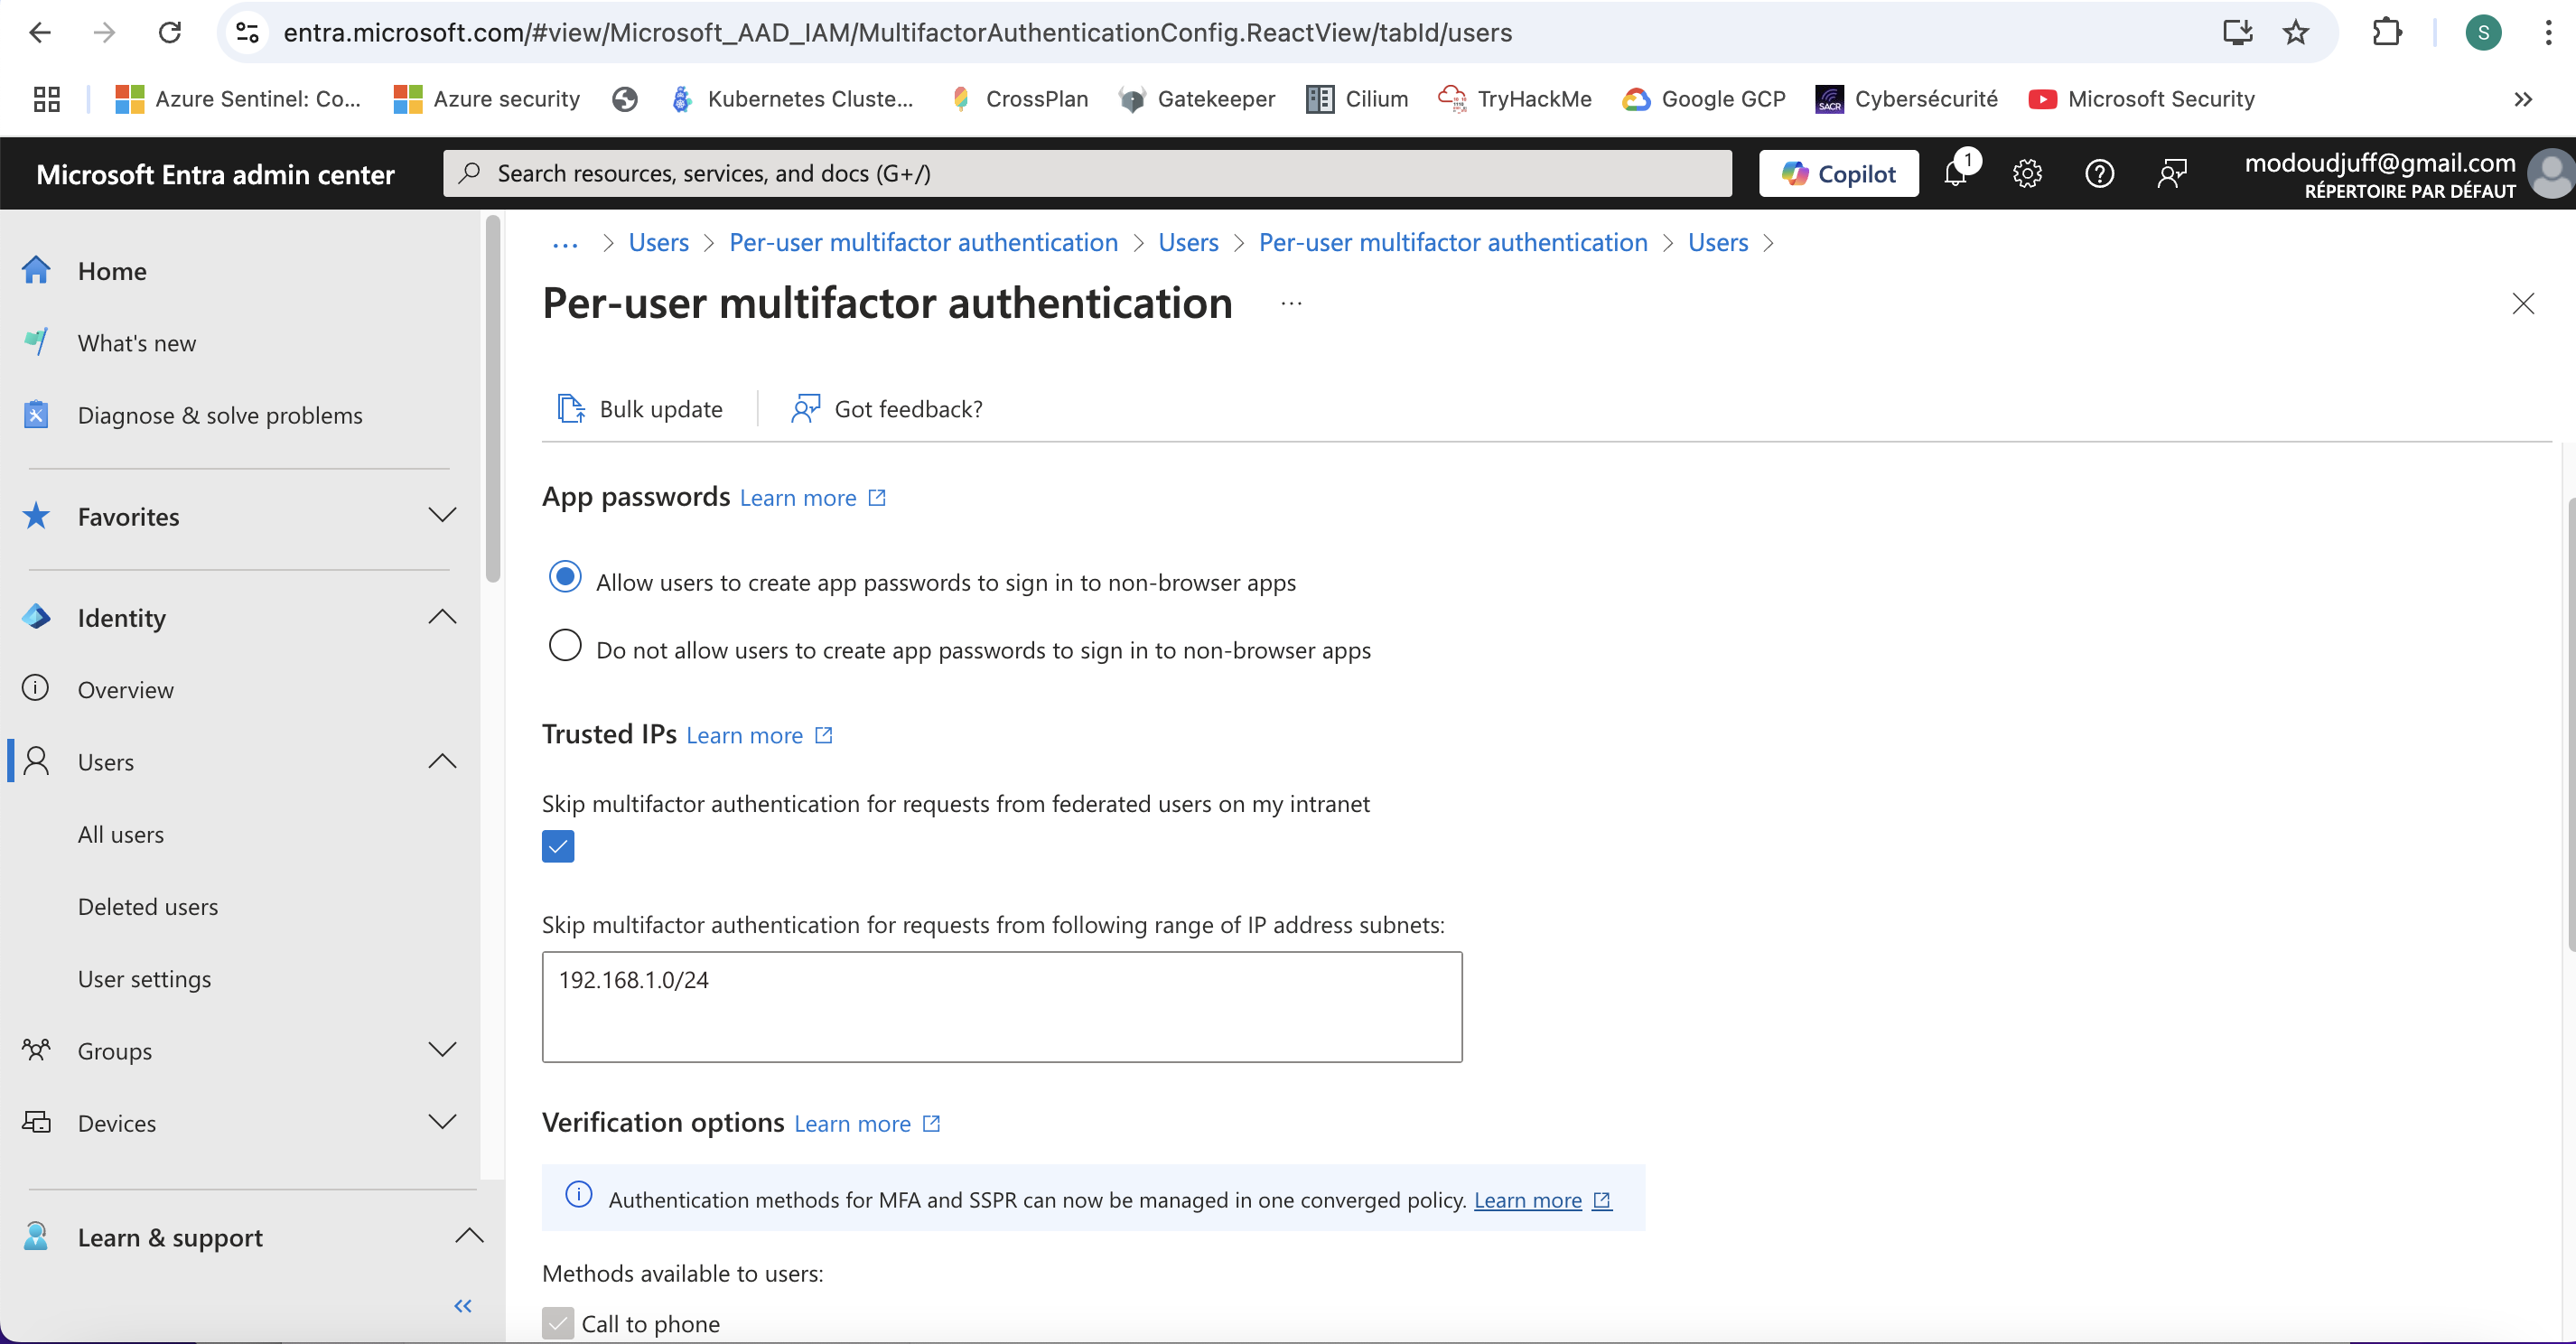 entra.microsoft.com/#view/Microsoft_AAD_IAM/MultifactorAuthenticationConfig.ReactView/tabId/users
S
Azure Sentinel: Co...
Azure security
Kubernetes Cluste...
CrossPlan
Gatekeeper
Cilium
TryHackMe
Google GCP
SACR
Cybersécurité
Microsoft Security
Microsoft Entra admin center
Search resources, services, and docs (G+/)
Copilot
1
modoudjuff@gmail.com
RÉPERTOIRE PAR DÉFAUT
Home
What's new
Diagnose & solve problems
Favorites
Identity
Overview
Users
All users
Deleted users
User settings
Groups
Devices
Learn & support
... > Users > Per-user multifactor authentication > Users > Per-user multifactor authentication > Users >
Per-user multifactor authentication ...
Bulk update
Got feedback?
App passwords Learn more
Allow users to create app passwords to sign in to non-browser apps
Do not allow users to create app passwords to sign in to non-browser apps
Trusted IPs Learn more
Skip multifactor authentication for requests from federated users on my intranet
Skip multifactor authentication for requests from following range of IP address subnets:
192.168.1.0/24
Verification options Learn more
Authentication methods for MFA and SSPR can now be managed in one converged policy. Learn more
Methods available to users:
Call to phone